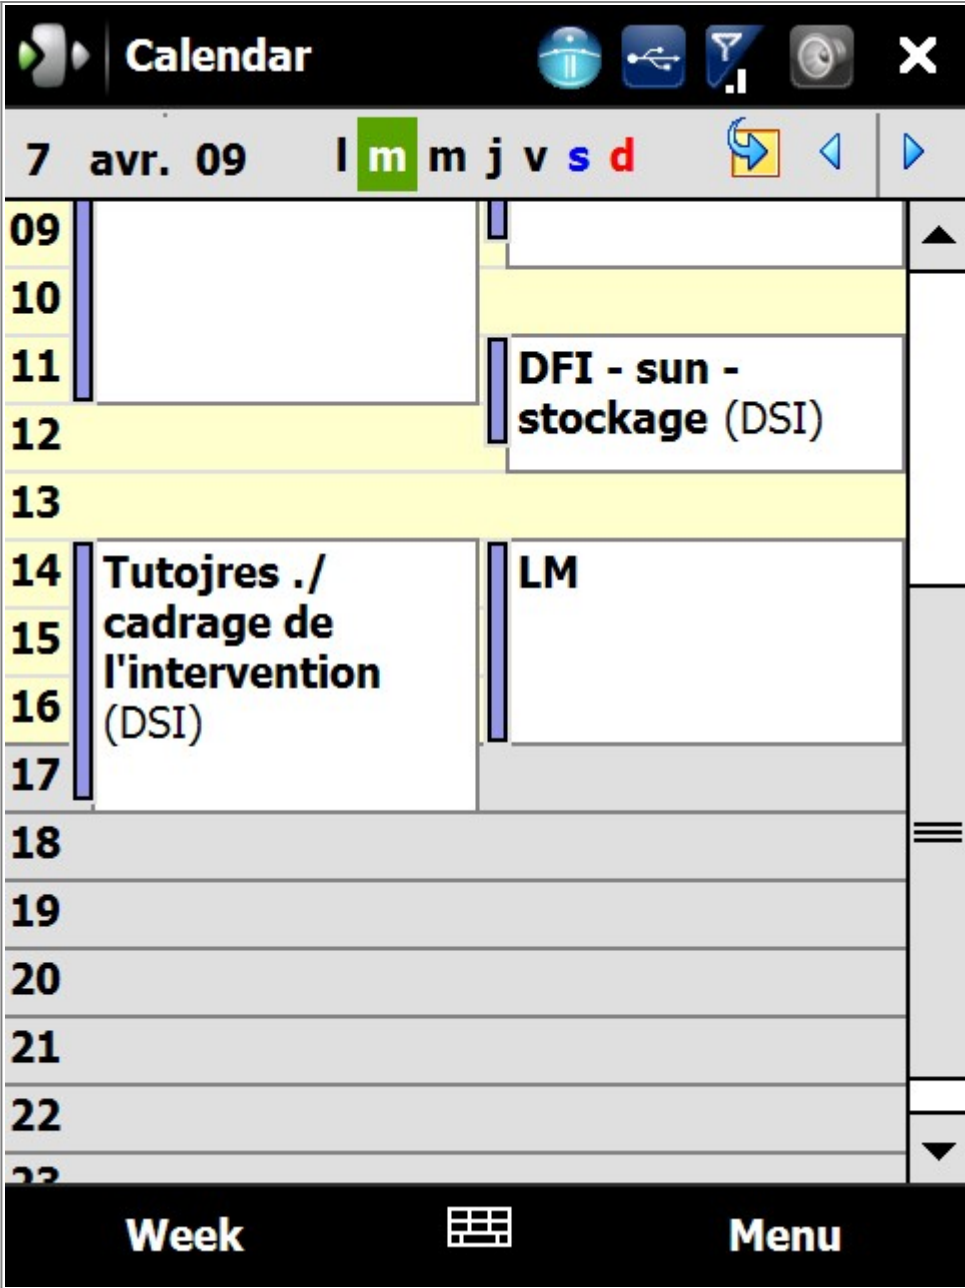 Calendar
7 avr. 09 l m m j v s d
09
10
11
DFI - sun -
stockage (DSI)
12
13
14
Tutojres ./
cadrage de
l'intervention
(DSI)
LM
15
16
17
18
19
20
21
22
23
Week
Menu